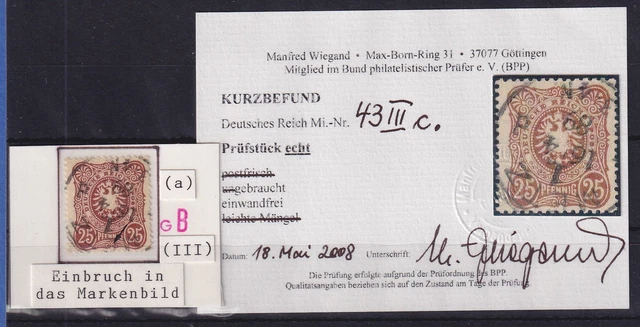 Manfred Wiegand • Max-Born-Ring 31 • 37077 Göttingen
Mitglied im Bund philatelistischer Prüfer e. V. (BPP)
KURZBEFUND
Deutsches Reich Mi.-Nr. 43 III c.
Prüfstück echt
postfrisch
ungebraucht
einwandfrei
leichte Mängel
Datum: 18. Mai 2008 Unterschrift:
Die Prüfung erfolgte aufgrund der Prüfordnung des BPP.
Qualitätsangaben beziehen sich auf den Zustand am Tage der Prüfung.
25 PFENNIG 25
(a)
GB
(III)
25 25
Einbruch in
das Markenbild